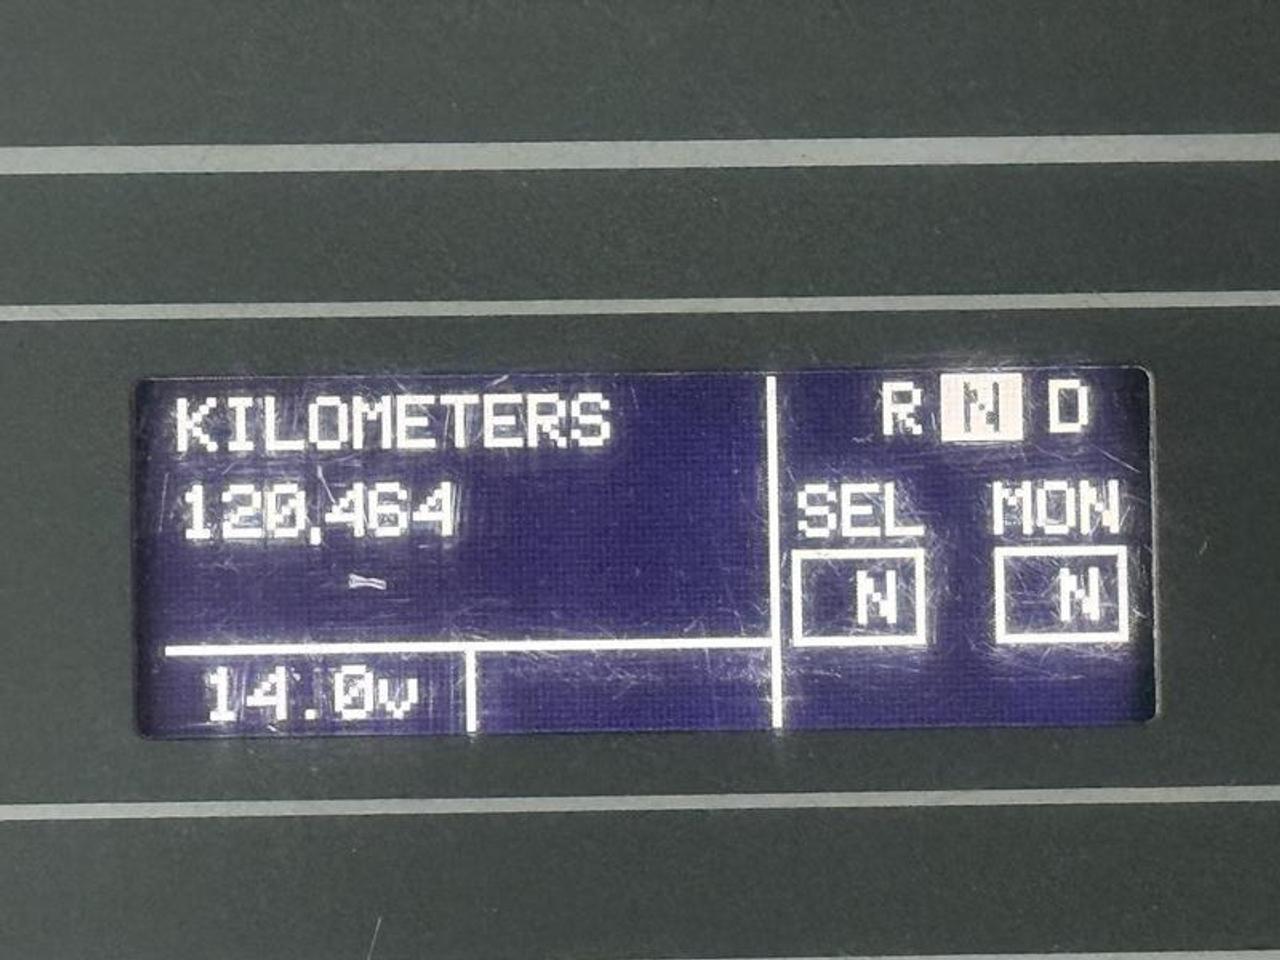 KILOMETERS
120,464
14.0v
R N D
SEL MON
N N